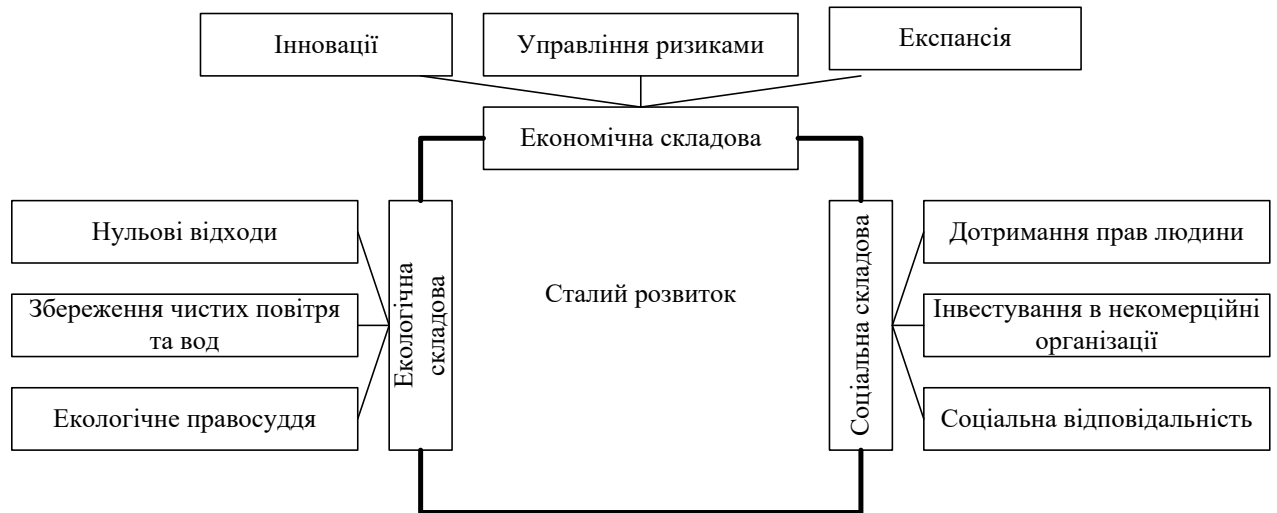 Інновації
Управління ризиками
Експансія
Економічна складова
Нульові відходи
Збереження чистих повітря
та вод
Екологічне правосуддя
Екологічна
складова
Сталий розвиток
Соціальна складова
Дотримання прав людини
Інвестування в некомерційні
організації
Соціальна відповідальність